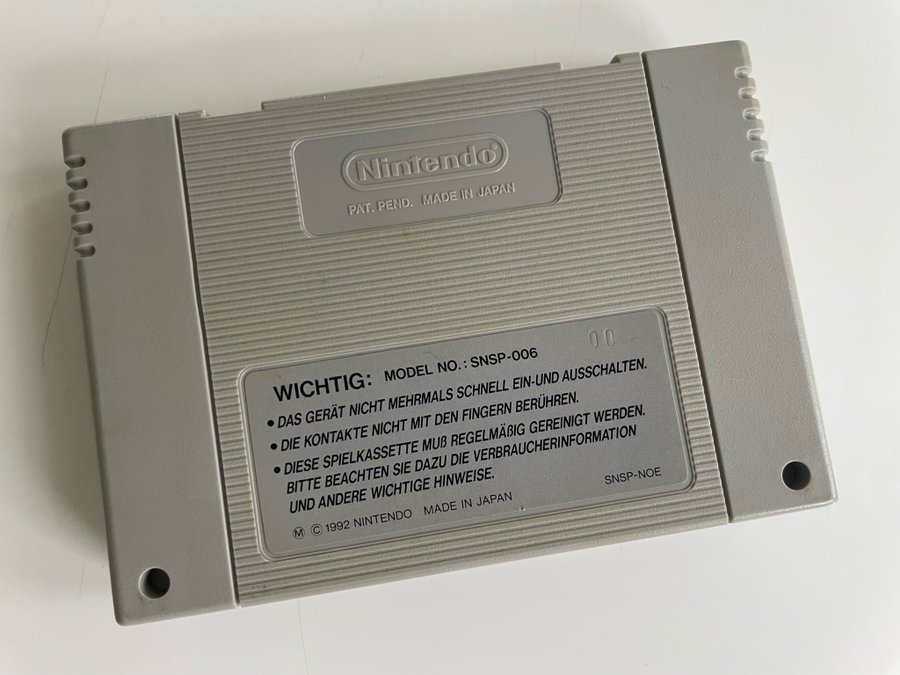 Nintendo®
PAT. PEND. MADE IN JAPAN
00
WICHTIG: MODEL NO.: SNSP-006
• DAS GERÄT NICHT MEHRMALS SCHNELL EIN-UND AUSSCHALTEN.
• DIE KONTAKTE NICHT MIT DEN FINGERN BERÜHREN.
• DIESE SPIELKASSETTE MUß REGELMÄßIG GEREINIGT WERDEN.
BITTE BEACHTEN SIE DAZU DIE VERBRAUCHERINFORMATION
UND ANDERE WICHTIGE HINWEISE.
SNSP-NOE
Ⓜ © 1992 NINTENDO MADE IN JAPAN